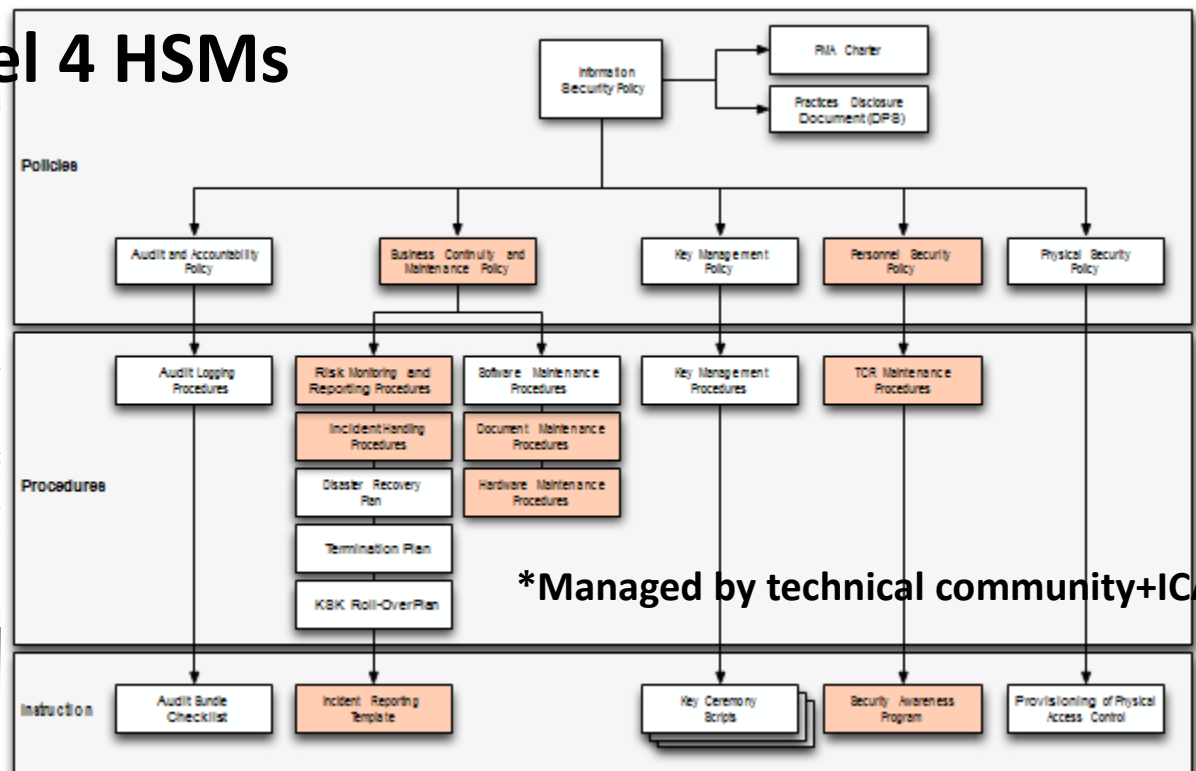 el 4 HSMs
Information
Security Policy
PMA Charter
Practices Disclosure
Document (DPS)
Policies
Audit and Accountability
Policy
Business Continuity and
Maintenance Policy
Key Management
Policy
Personnel Security
Policy
Physical Security
Policy
Audit Logging
Procedures
Risk Monitoring and
Reporting Procedures
Software Maintenance
Procedures
Key Management
Procedures
TCR Maintenance
Procedures
Incident Handling
Procedures
Document Maintenance
Procedures
Procedures
Disaster Recovery
Plan
Hardware Maintenance
Procedures
Termination Plan
*Managed by technical community+ICA
KSK Roll-Over Plan
Instruction
Audit Bundle
Checklist
Incident Reporting
Template
Key Ceremony
Scripts
Security Awareness
Program
Provisioning of Physical
Access Control